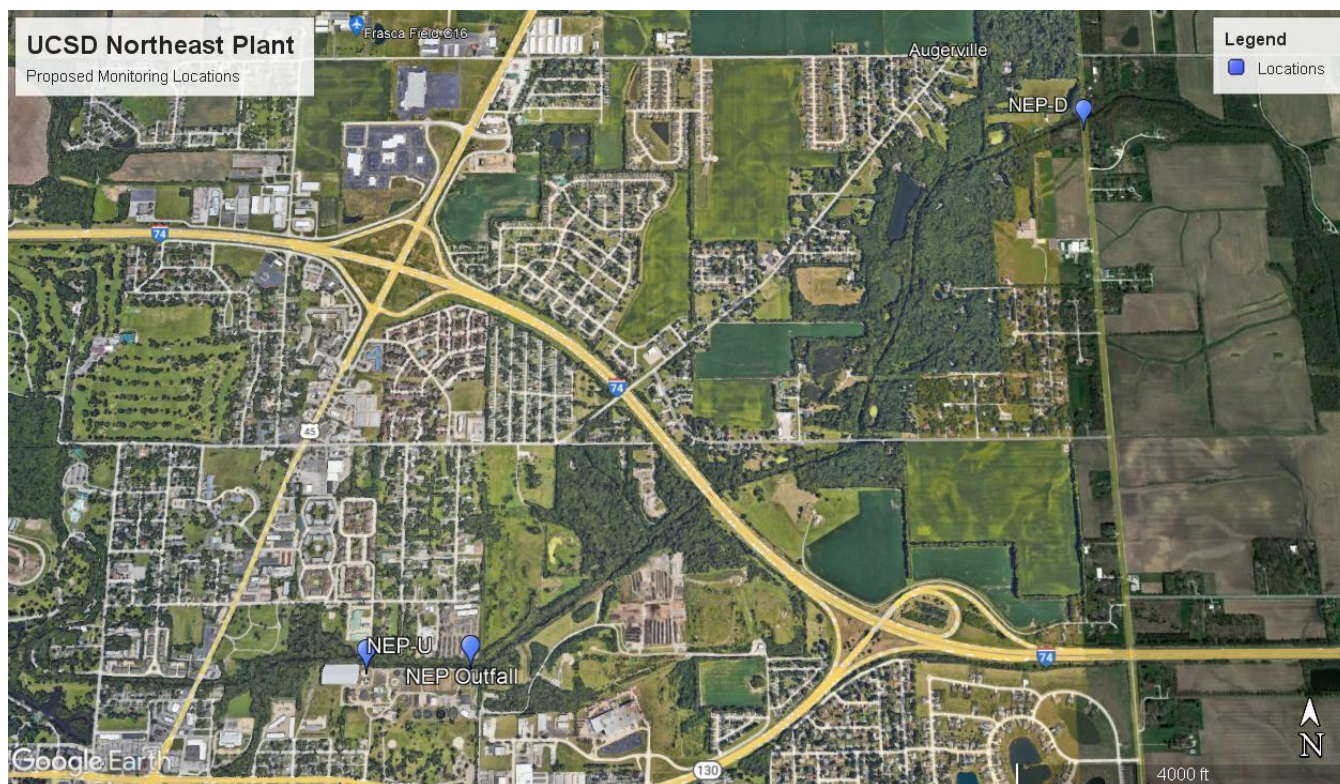 UCSD Northeast Plant
Proposed Monitoring Locations
Frasca Field C16
Augerville
Legend
Locations
NEP-D
74
74
45
NEP-U
NEP Outfall
74
130
Google Earth
N
4000 ft